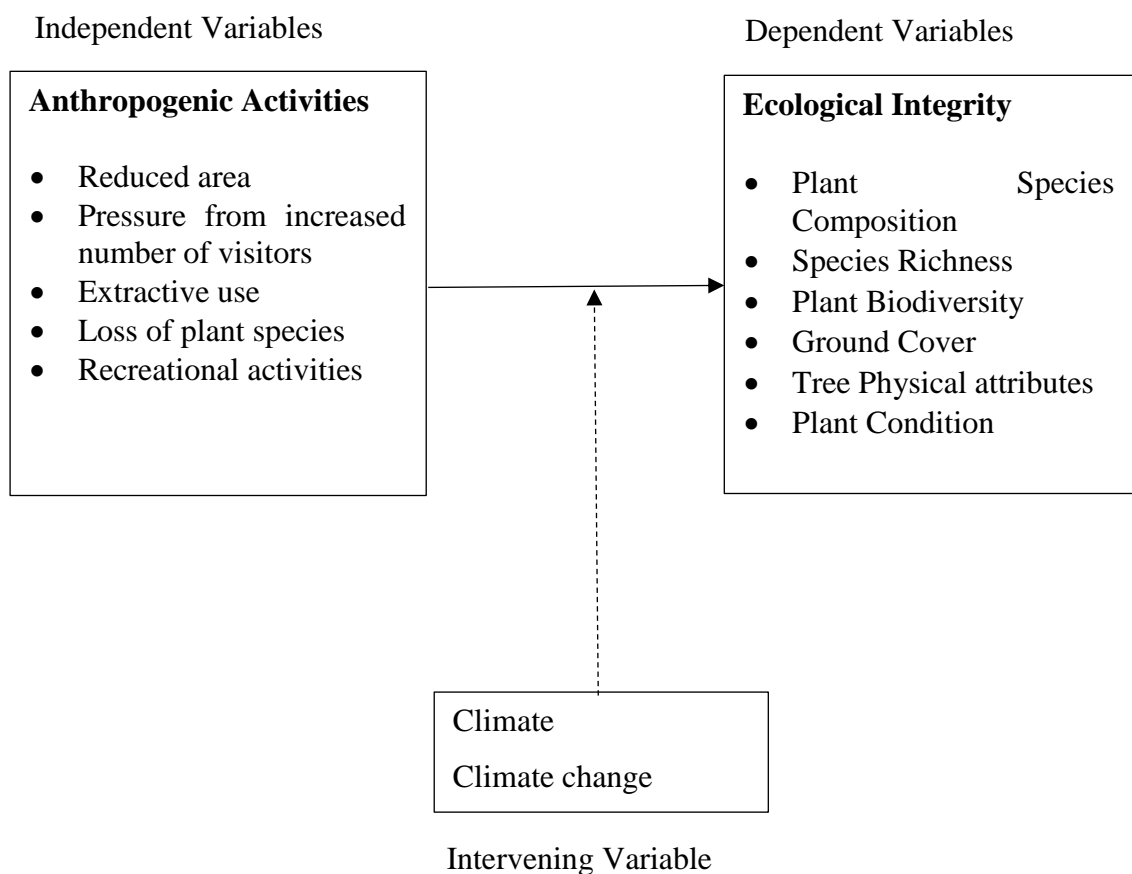 Independent Variables
Dependent Variables
Anthropogenic Activities
• Reduced area
• Pressure from increased
number of visitors
• Extractive use
• Loss of plant species
• Recreational activities
Ecological Integrity
• Plant Species
Composition
• Species Richness
• Plant Biodiversity
• Ground Cover
• Tree Physical attributes
• Plant Condition
Climate
Climate change
Intervening Variable